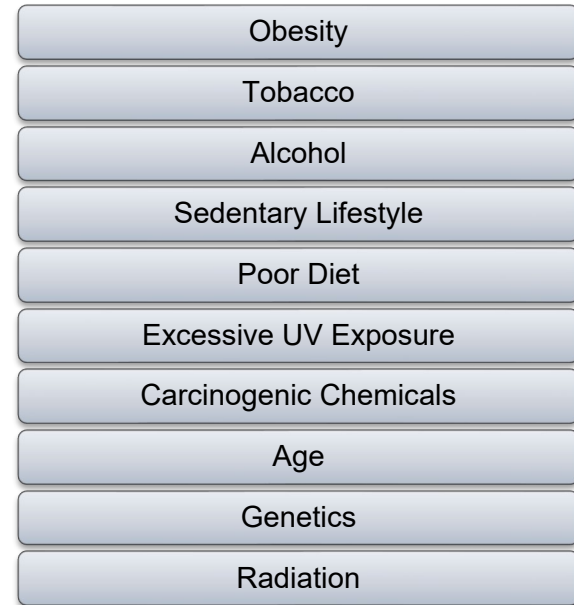 Obesity
Tobacco
Alcohol
Sedentary Lifestyle
Poor Diet
Excessive UV Exposure
Carcinogenic Chemicals
Age
Genetics
Radiation